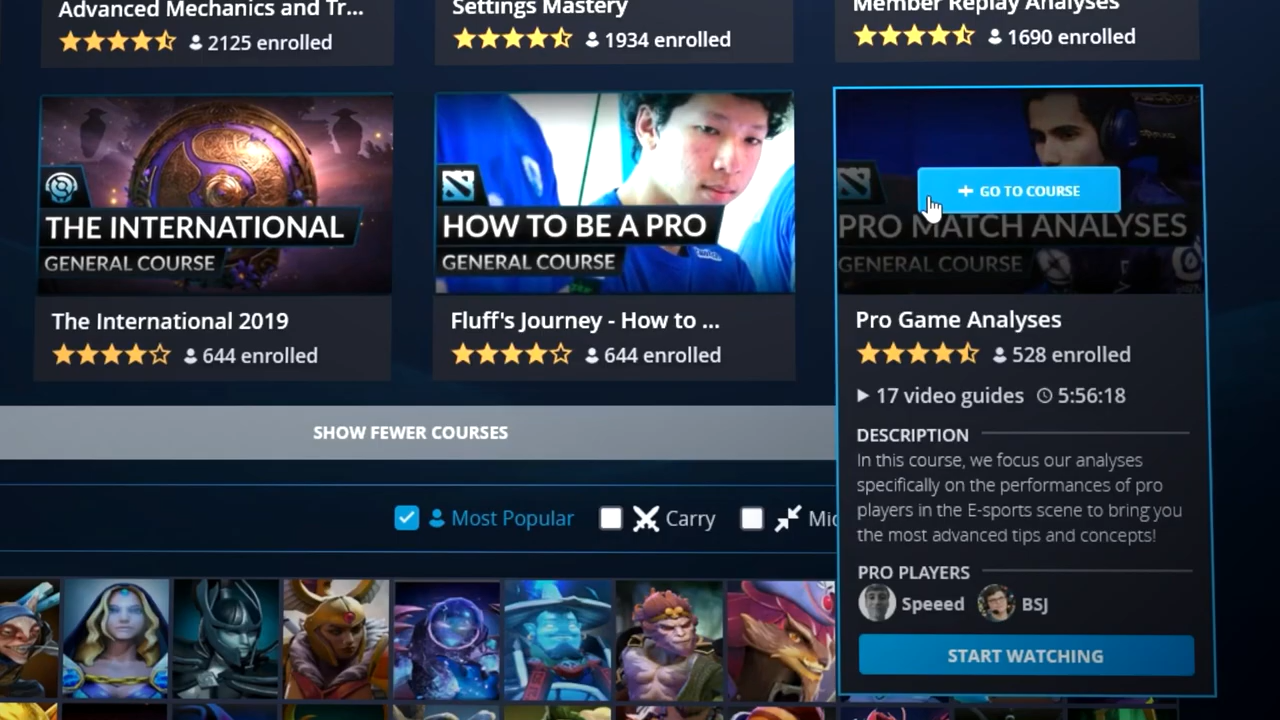 Advanced Mechanics and Tr...
2125 enrolled
Settings Mastery
1934 enrolled
Member Replay Analyses
1690 enrolled
THE INTERNATIONAL
GENERAL COURSE
The International 2019
644 enrolled
HOW TO BE A PRO
GENERAL COURSE
Fluff's Journey - How to ...
644 enrolled
+ GO TO COURSE
PRO MATCH ANALYSES
GENERAL COURSE
Pro Game Analyses
528 enrolled
17 video guides 5:56:18
DESCRIPTION
In this course, we focus our analyses
specifically on the performances of pro
players in the E-sports scene to bring you
the most advanced tips and concepts!
PRO PLAYERS
Speeed BSJ
START WATCHING
SHOW FEWER COURSES
Most Popular Carry Mid